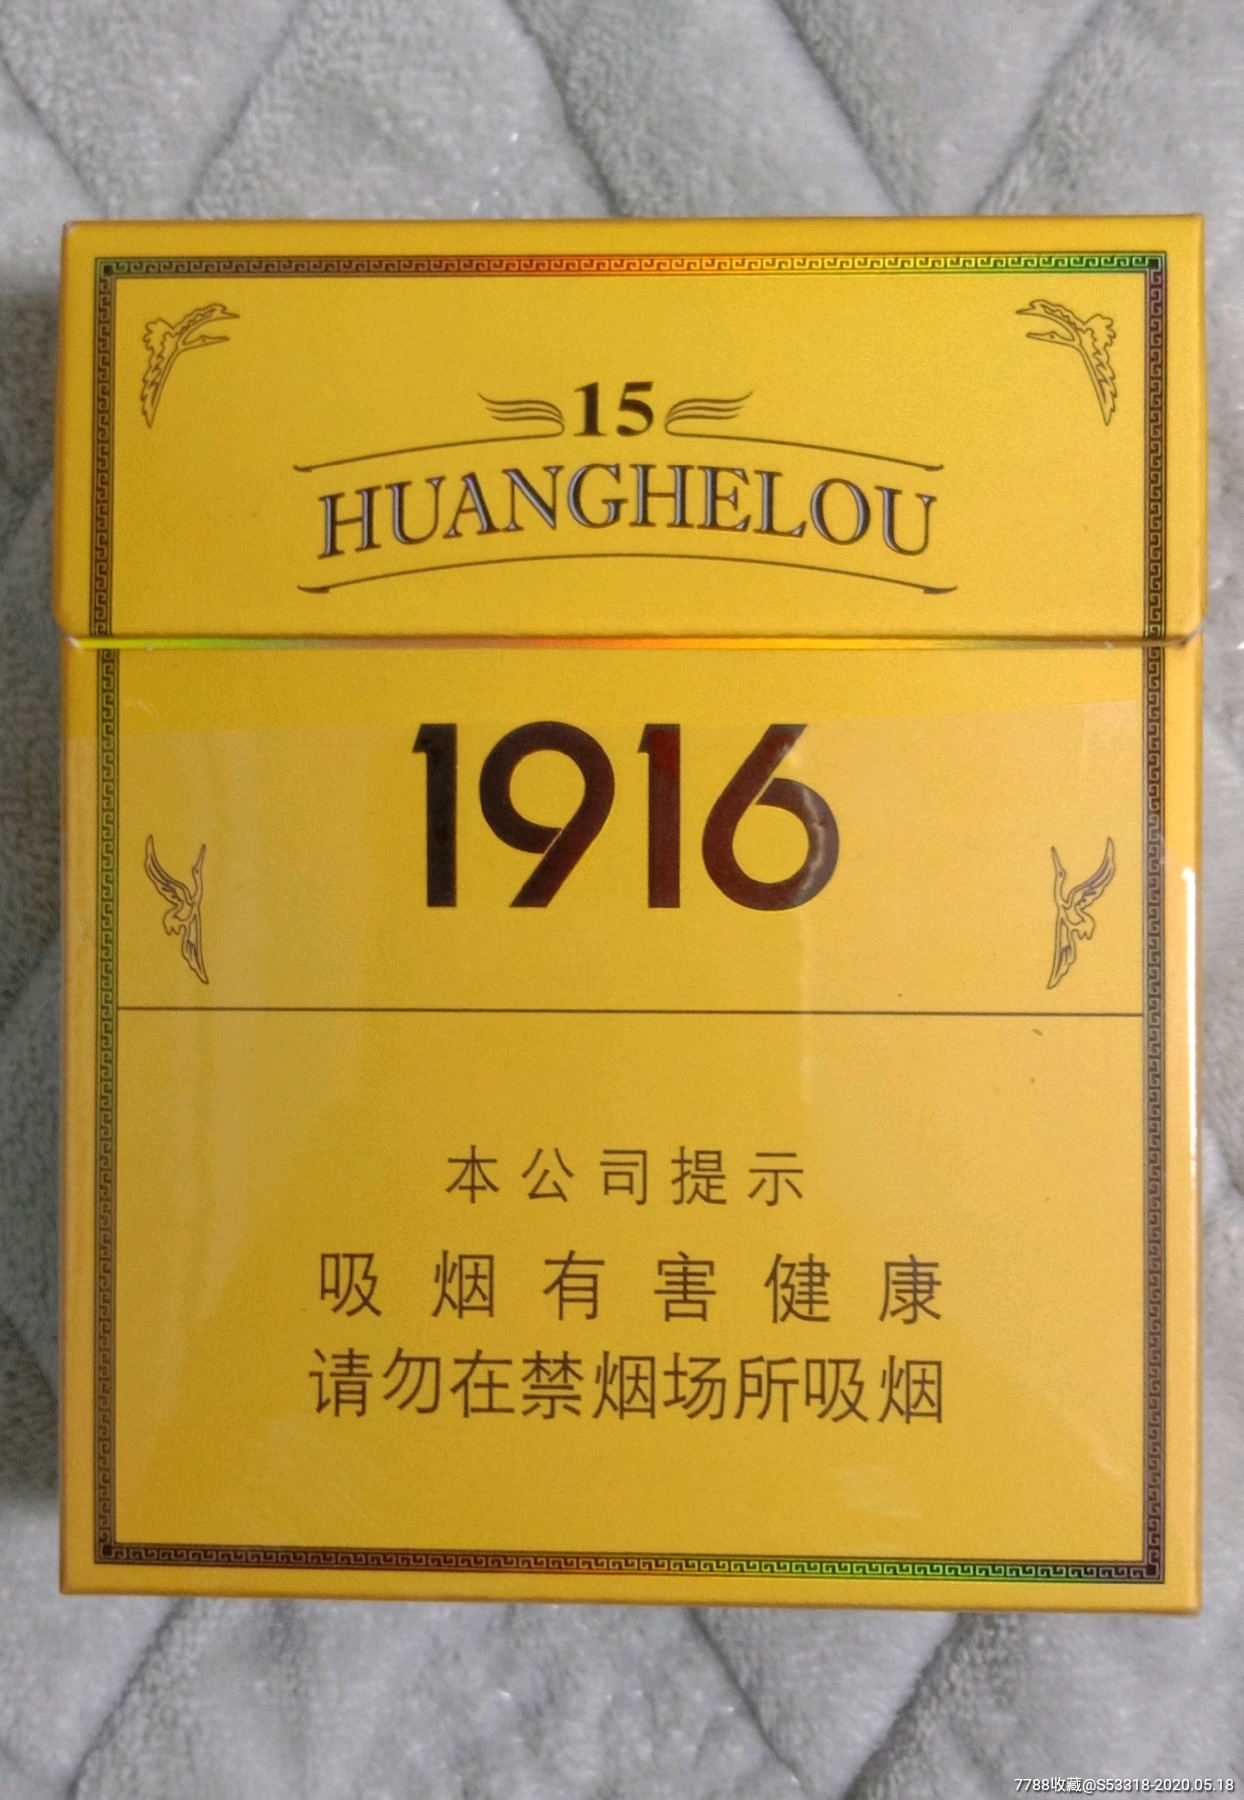 15
HUANGHELOU
1916
本公司提示
吸烟有害健康
请勿在禁烟场所吸烟
7788收藏@S53318-2020.05.18